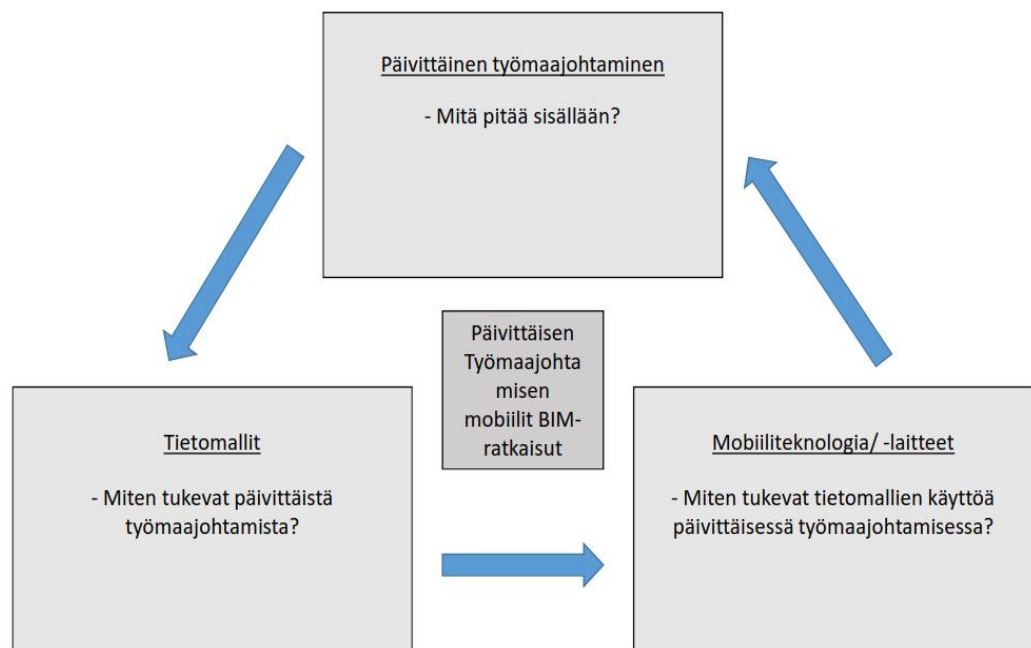 Päivittäinen työmaajohtaminen
- Mitä pitää sisällään?
Päivittäisen
Työmaajohta
misen
mobiilit BIM-
ratkaisut
Tietomallit
- Miten tukevat päivittäistä
työmaajohtamista?
Mobiiliteknologia/ -laitteet
- Miten tukevat tietomallien käyttöä
päivittäisessä työmaajohtamisessa?